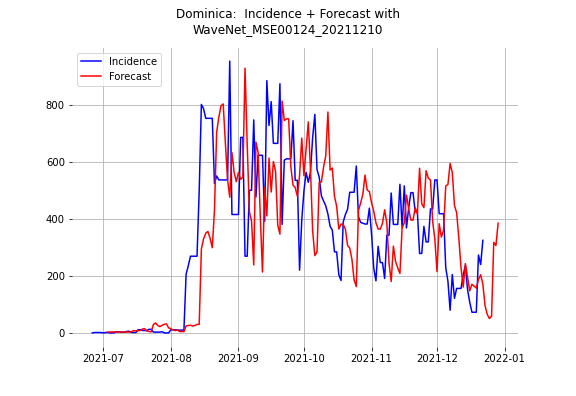 Dominica:  Incidence + Forecast with
WaveNet_MSE00124_20211210
Incidence
Forecast
800
600
400
200
0
2021-07 2021-08 2021-09 2021-10 2021-11 2021-12 2022-01